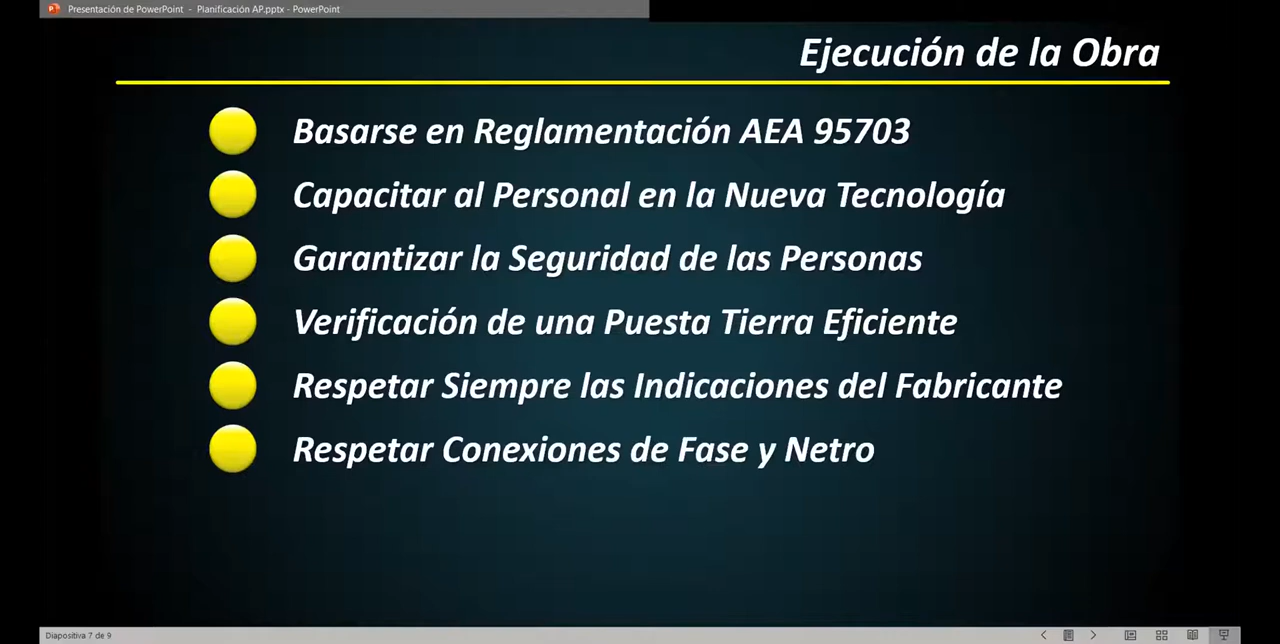 Presentación de PowerPoint - Planificación AP.pptx - PowerPoint
Ejecución de la Obra
Basarse en Reglamentación AEA 95703
Capacitar al Personal en la Nueva Tecnología
Garantizar la Seguridad de las Personas
Verificación de una Puesta Tierra Eficiente
Respetar Siempre las Indicaciones del Fabricante
Respetar Conexiones de Fase y Netro
Diapositiva 7 de 9